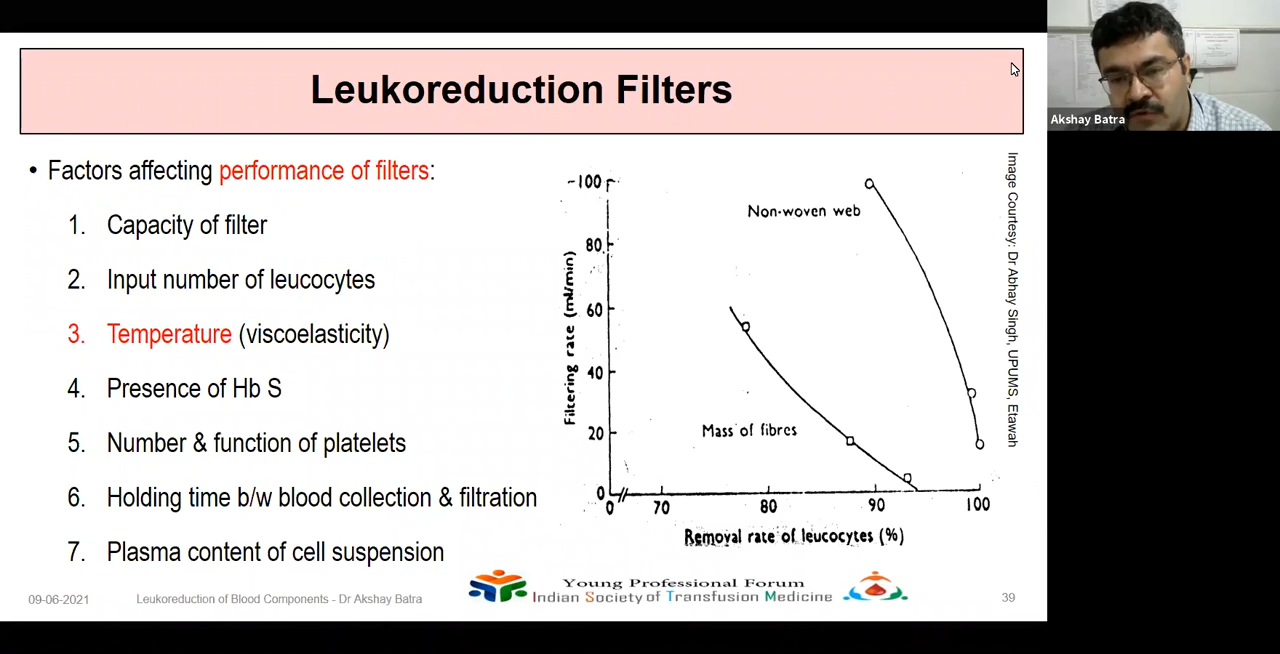 Leukoreduction Filters
Akshay Batra
• Factors affecting performance of filters:
1. Capacity of filter
2. Input number of leucocytes
3. Temperature (viscoelasticity)
4. Presence of Hb S
5. Number & function of platelets
6. Holding time b/w blood collection & filtration
7. Plasma content of cell suspension
Filtering rate (ml/min)
100
80
60
40
20
0
Non-woven web
Mass of fibres
0 70 80 90 100
Removal rate of leucocytes (%)
Image Courtesy: Dr Abhay Singh, UPUMS, Etawah
09-06-2021
Leukoreduction of Blood Components - Dr Akshay Batra
Young Professional Forum
Indian Society of Transfusion Medicine
39